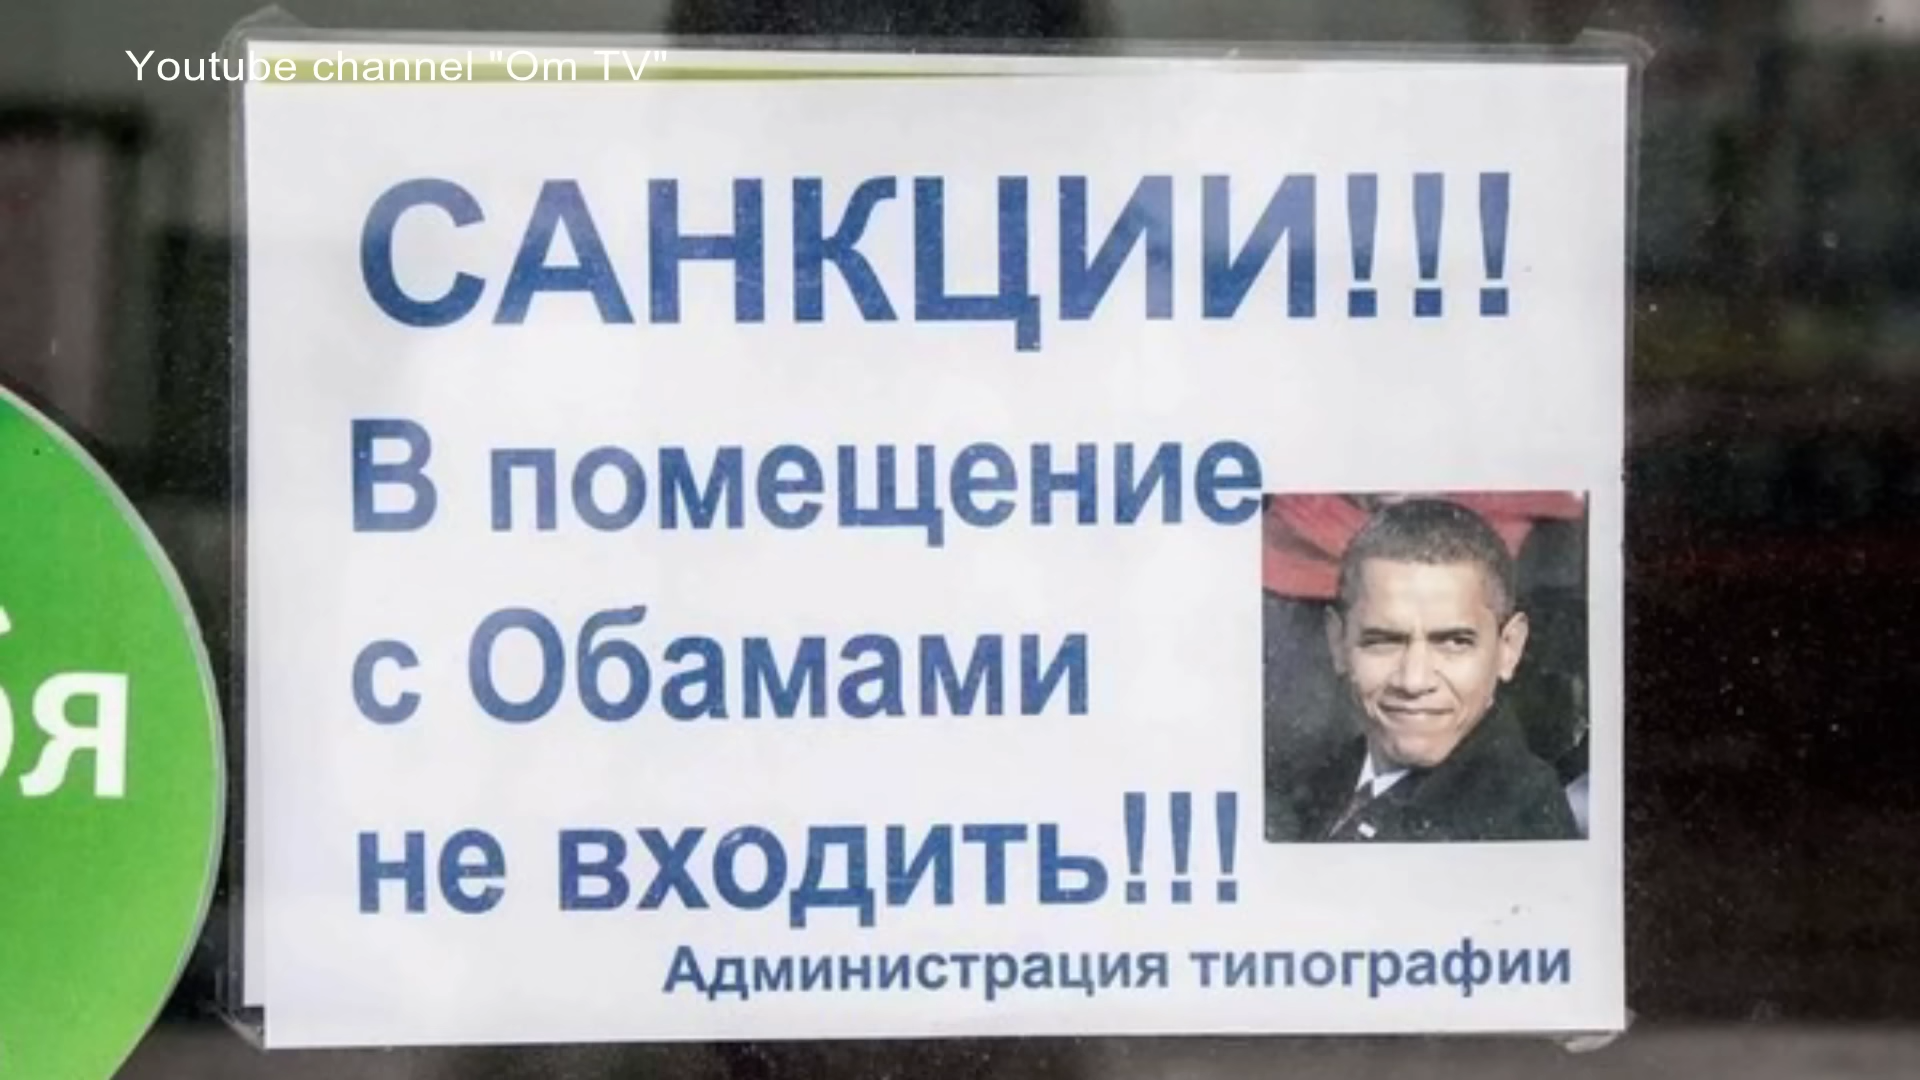 Youtube channel "Om TV"
САНКЦИИ!!!
В помещение
с Обамами
не входить!!!
Администрация типографии